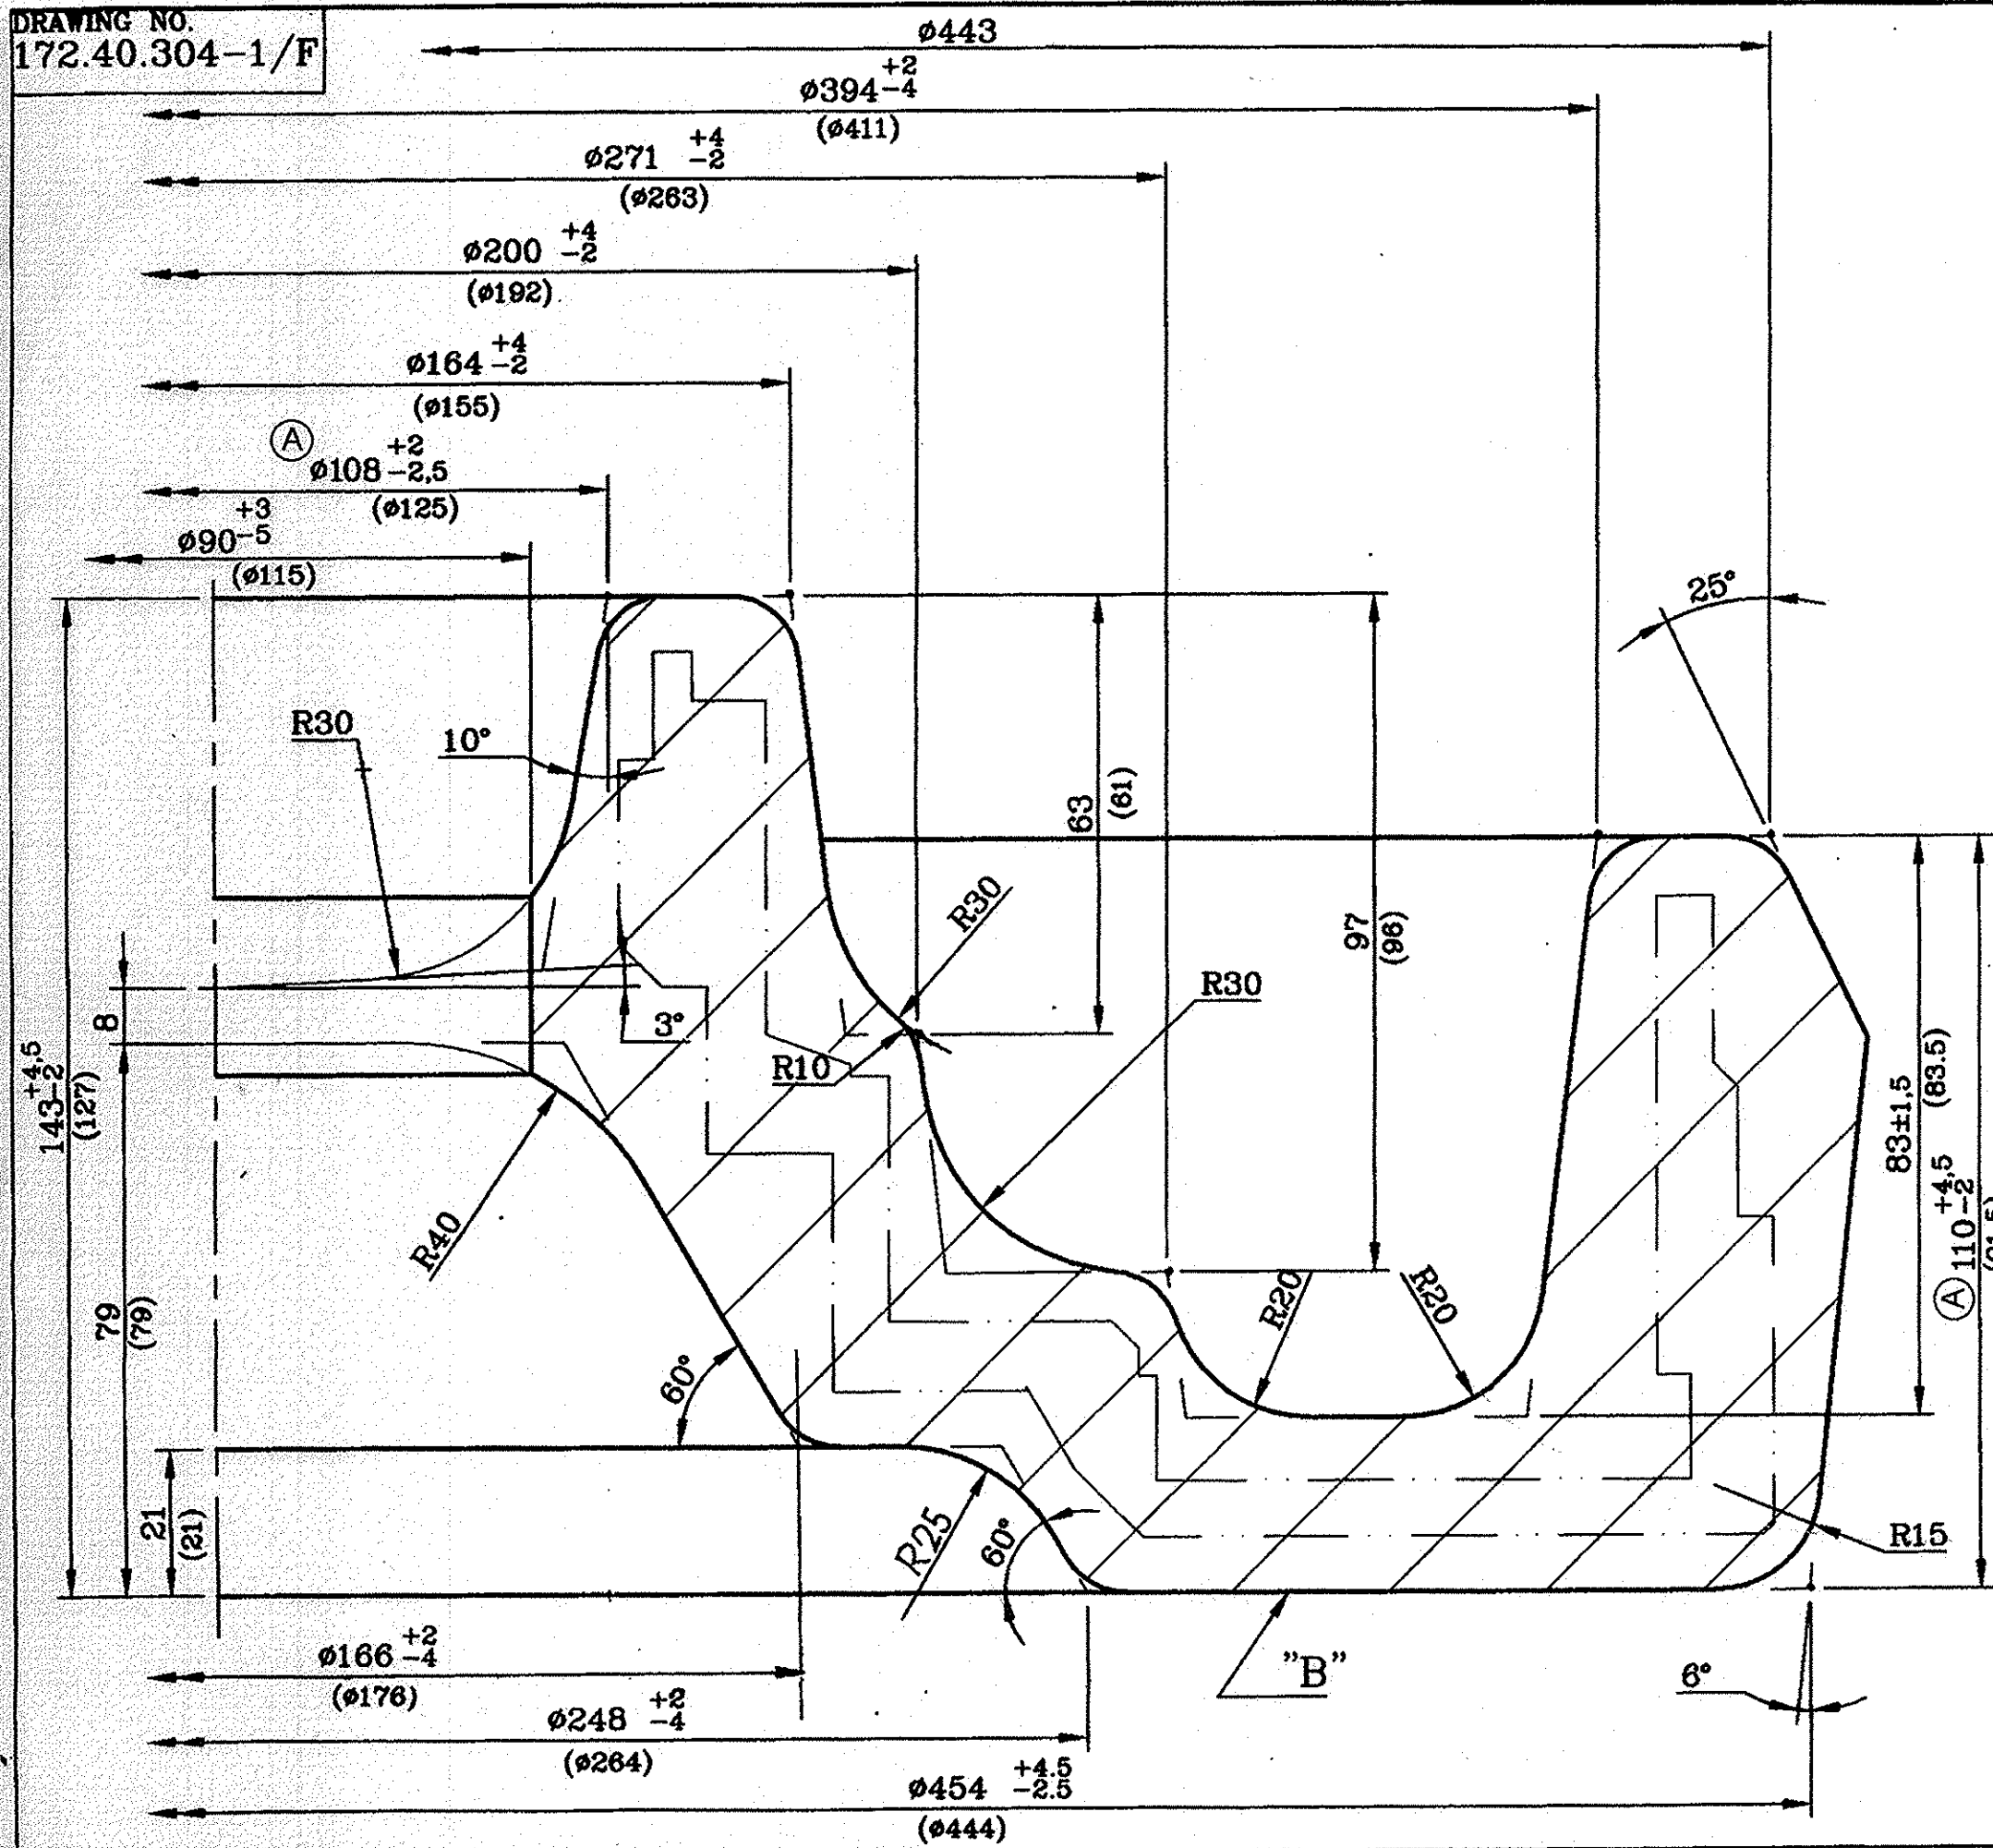 DRAWING NO.
172.40.304-1/F
ø443
ø394 +2 -4
(ø411)
ø271 +4 -2
(ø263)
ø200 +4 -2
(ø192)
ø164 +4 -2
(ø155)
A ø108 +2 -2,5
(ø125)
ø90 +3 -5
(ø115)
25°
R30
10°
63
(61)
97
(96)
R30
R30
8
3°
R10
143 +4,5 -2
(127)
83±1,5
(83.5)
A 110 +4,5 -2
R40
79
(79)
R20
R20
60°
21
(21)
R25
60°
R15
"B"
6°
ø166 +2 -4
(ø176)
ø248 +2 -4
(ø264)
ø454 +4.5 -2.5
(ø444)